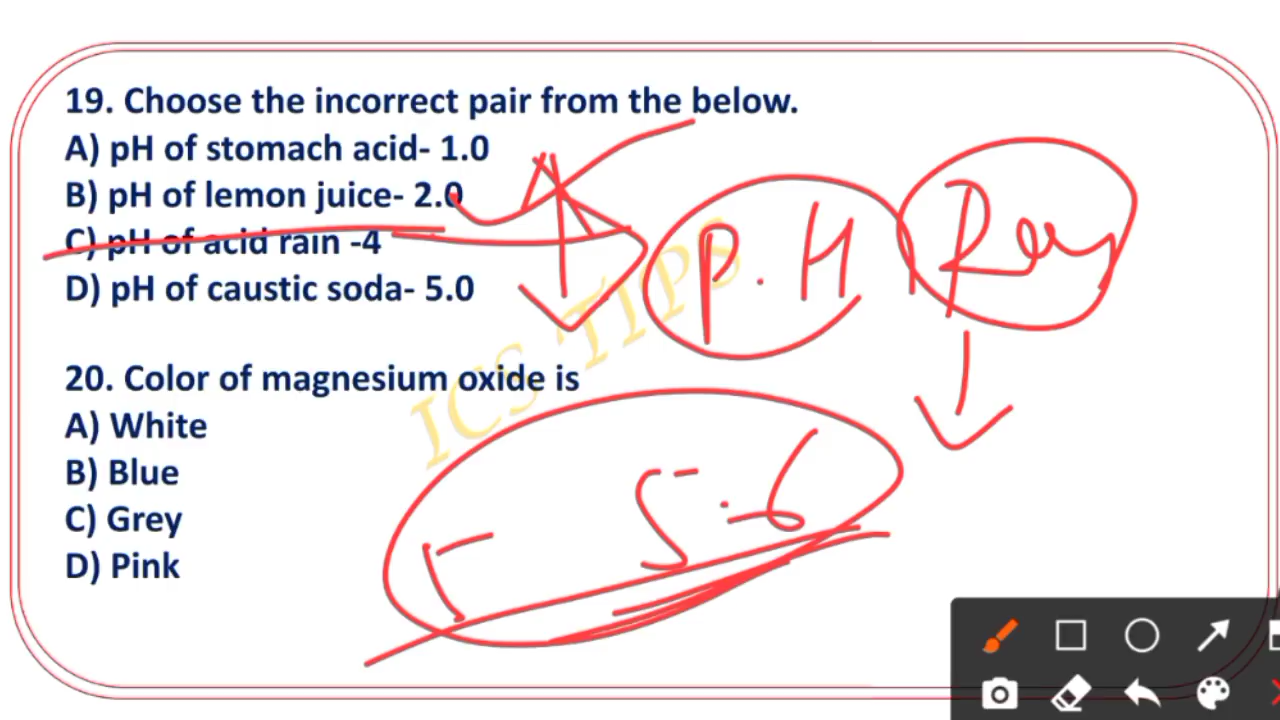 19. Choose the incorrect pair from the below.
A) pH of stomach acid- 1.0
B) pH of lemon juice- 2.0
C) pH of acid rain -4
D) pH of caustic soda- 5.0
P.H
20. Color of magnesium oxide is
A) White
B) Blue
C) Grey
D) Pink
5.6
ICS TIPS